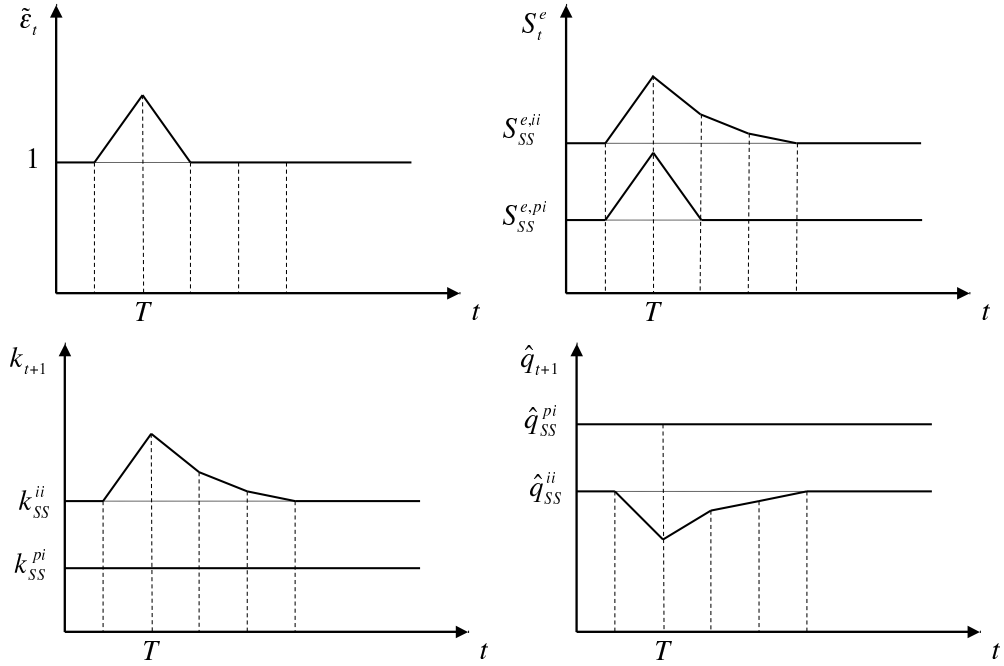 ε̃_t
1
T
t
S_t^e
S_SS^{e,ii}
S_SS^{e,pi}
T
t
k_{t+1}
k_SS^{ii}
k_SS^{pi}
T
t
q̂_{t+1}
q̂_SS^{pi}
q̂_SS^{ii}
T
t